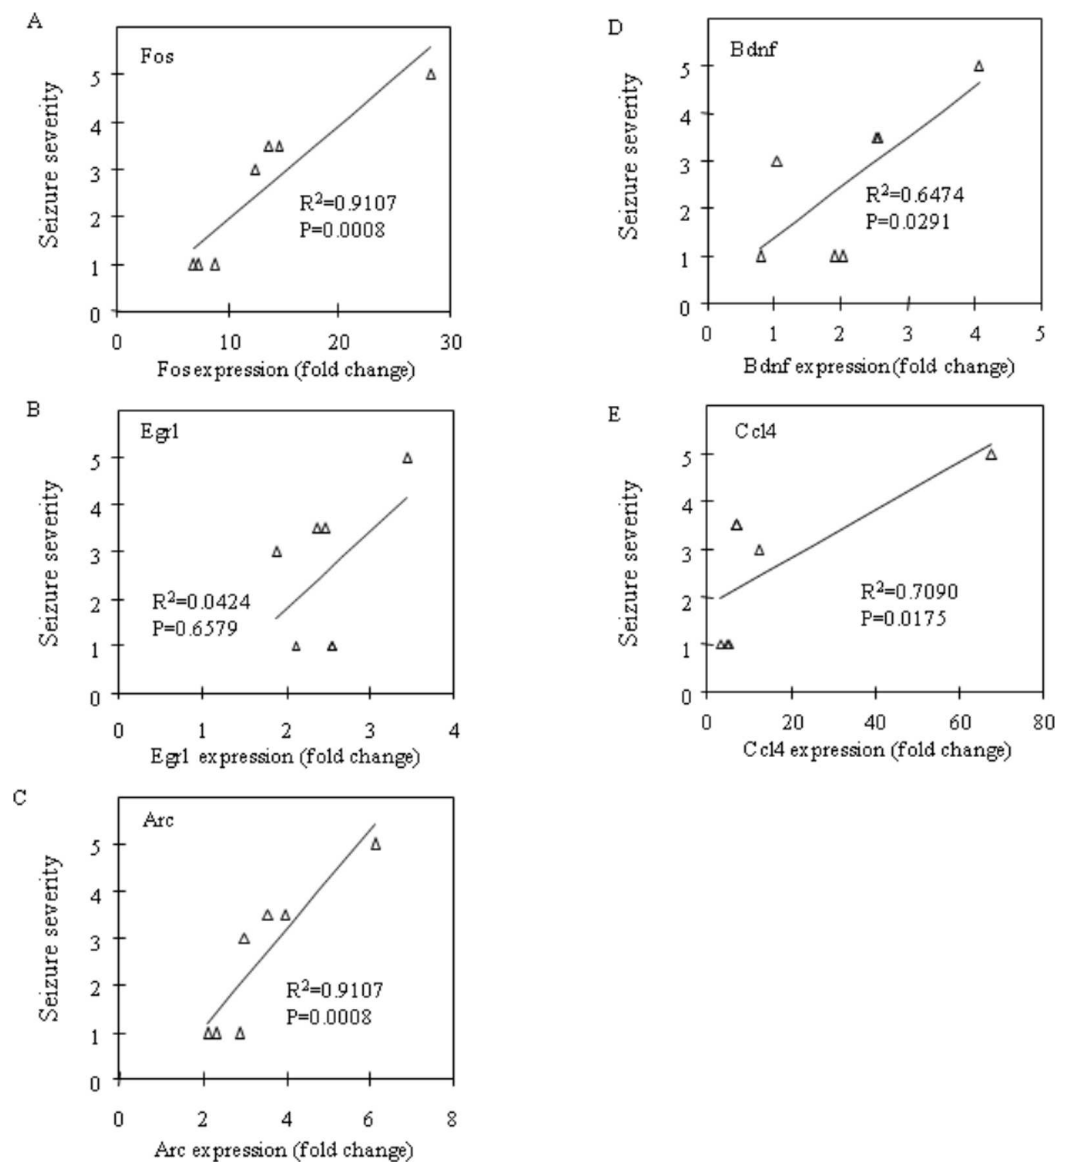 A
Fos
Seizure severity
5
4
3
2
1
0
R²=0.9107
P=0.0008
0 10 20 30
Fos expression (fold change)
B
Egr1
Seizure severity
5
4
3
2
1
0
R²=0.0424
P=0.6579
0 1 2 3 4
Egr1 expression (fold change)
C
Arc
Seizure severity
5
4
3
2
1
0
R²=0.9107
P=0.0008
0 2 4 6 8
Arc expression (fold change)
D
Bdnf
Seizure severity
5
4
3
2
1
0
R²=0.6474
P=0.0291
0 1 2 3 4 5
Bdnf expression (fold change)
E
Ccl4
Seizure severity
5
4
3
2
1
0
R²=0.7090
P=0.0175
0 20 40 60 80
Ccl4 expression (fold change)